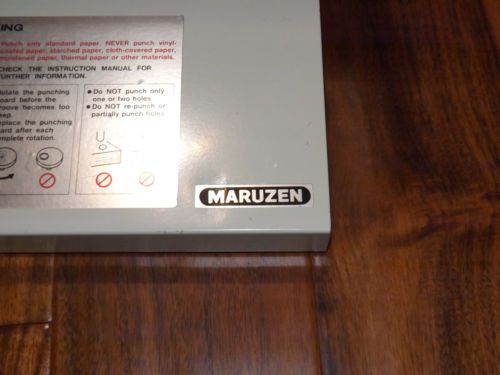 ING
Punch only standard paper. NEVER punch vinyl-
coated paper, starched paper, cloth-covered paper,
moistened paper, thermal paper or other materials.
CHECK THE INSTRUCTION MANUAL FOR
FURTHER INFORMATION.
Rotate the punching
board before the
groove becomes too
deep.
Replace the punching
board after each
complete rotation.
● Do NOT punch only
one or two holes
● Do NOT re-punch or
partially punch holes
MARUZEN